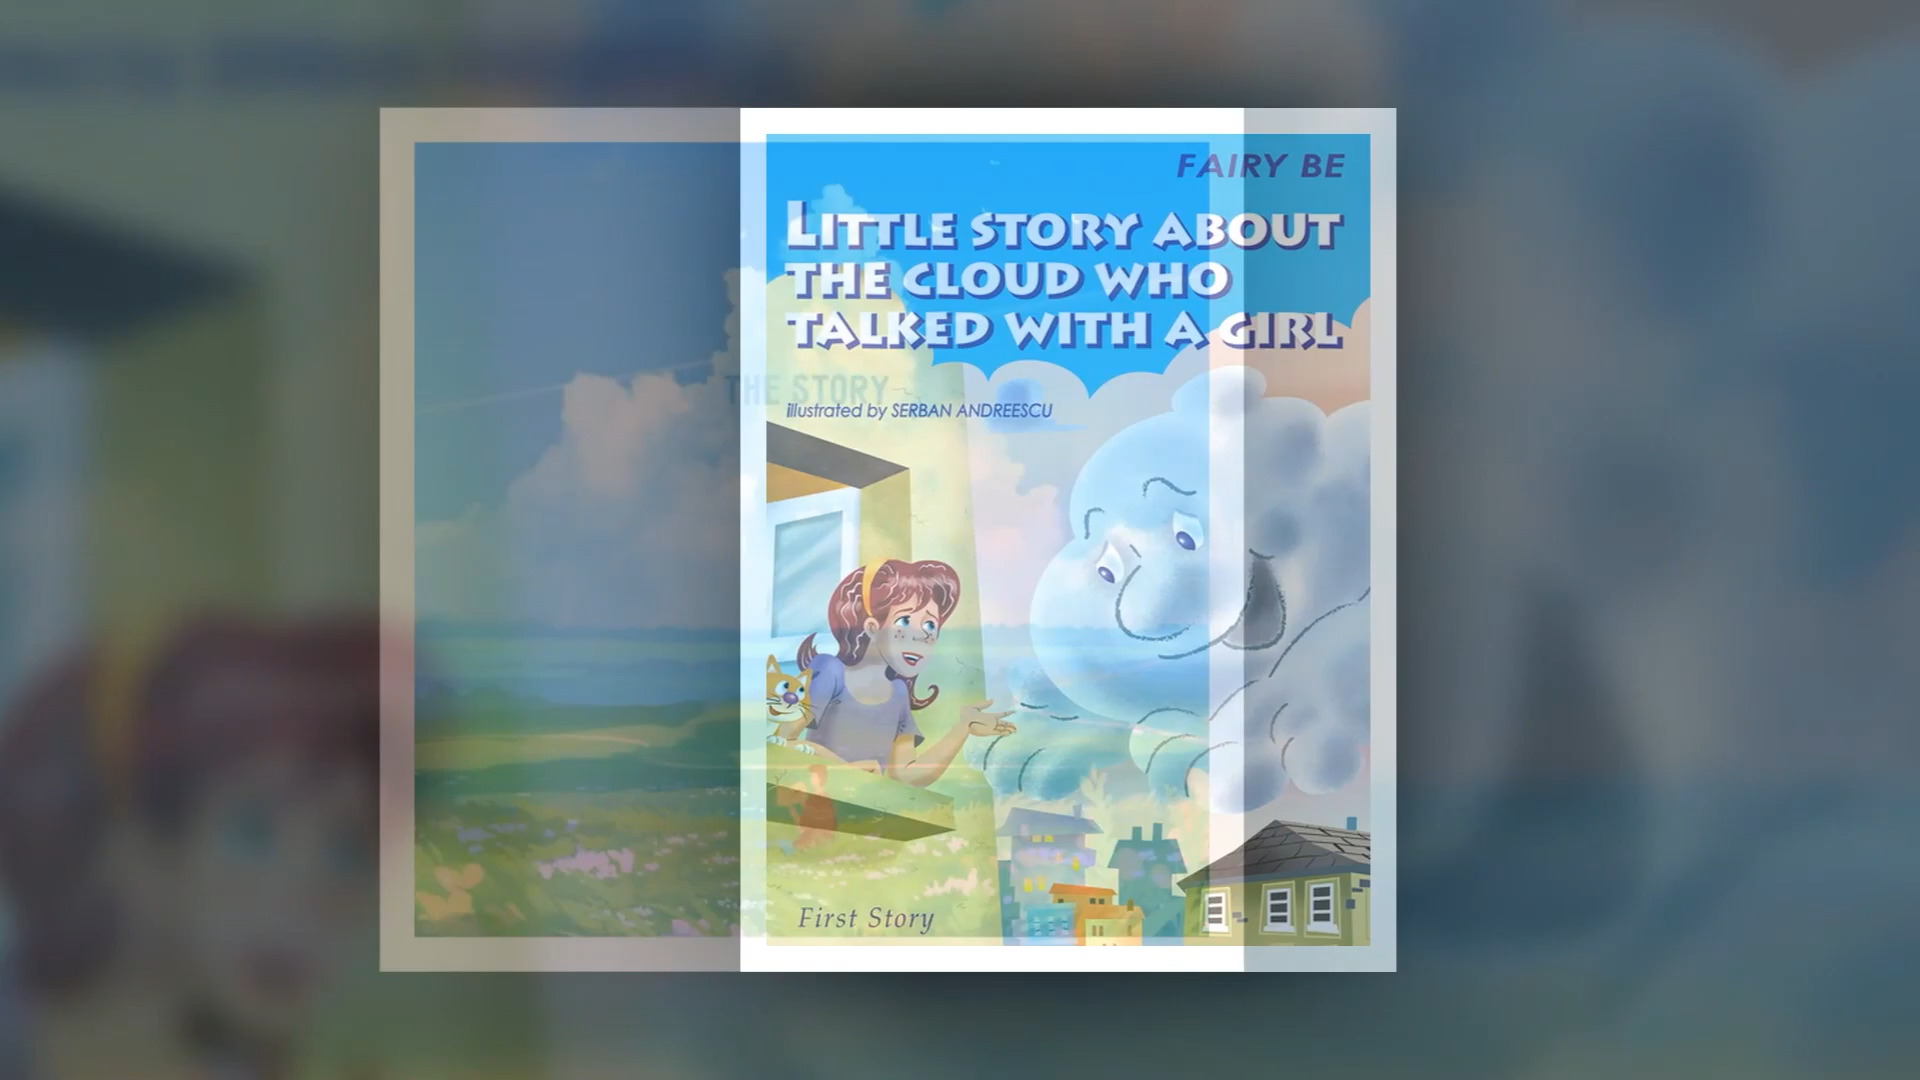 FAIRY BE
LITTLE STORY ABOUT
THE CLOUD WHO
TALKED WITH A GIRL
THE STORY
illustrated by SERBAN ANDREESCU
First Story